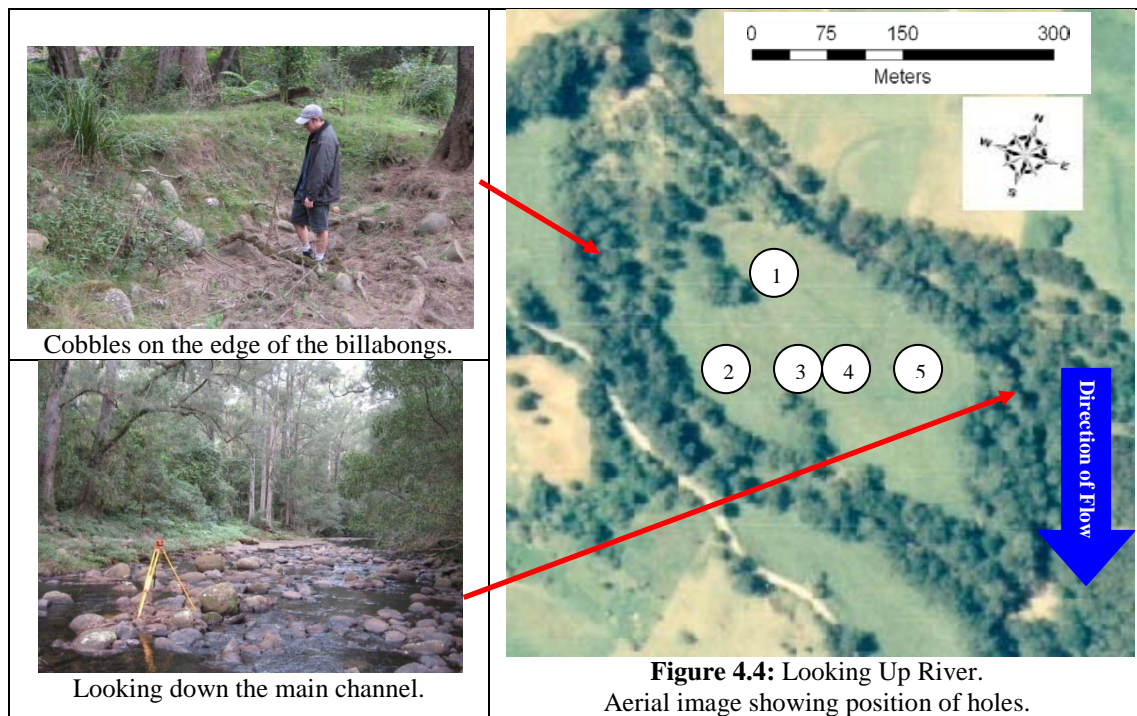 Cobbles on the edge of the billabongs.
Looking down the main channel.
0 75 150 300
Meters
N
W E
S
1
2 3 4 5
Direction of Flow
Figure 4.4: Looking Up River.
Aerial image showing position of holes.